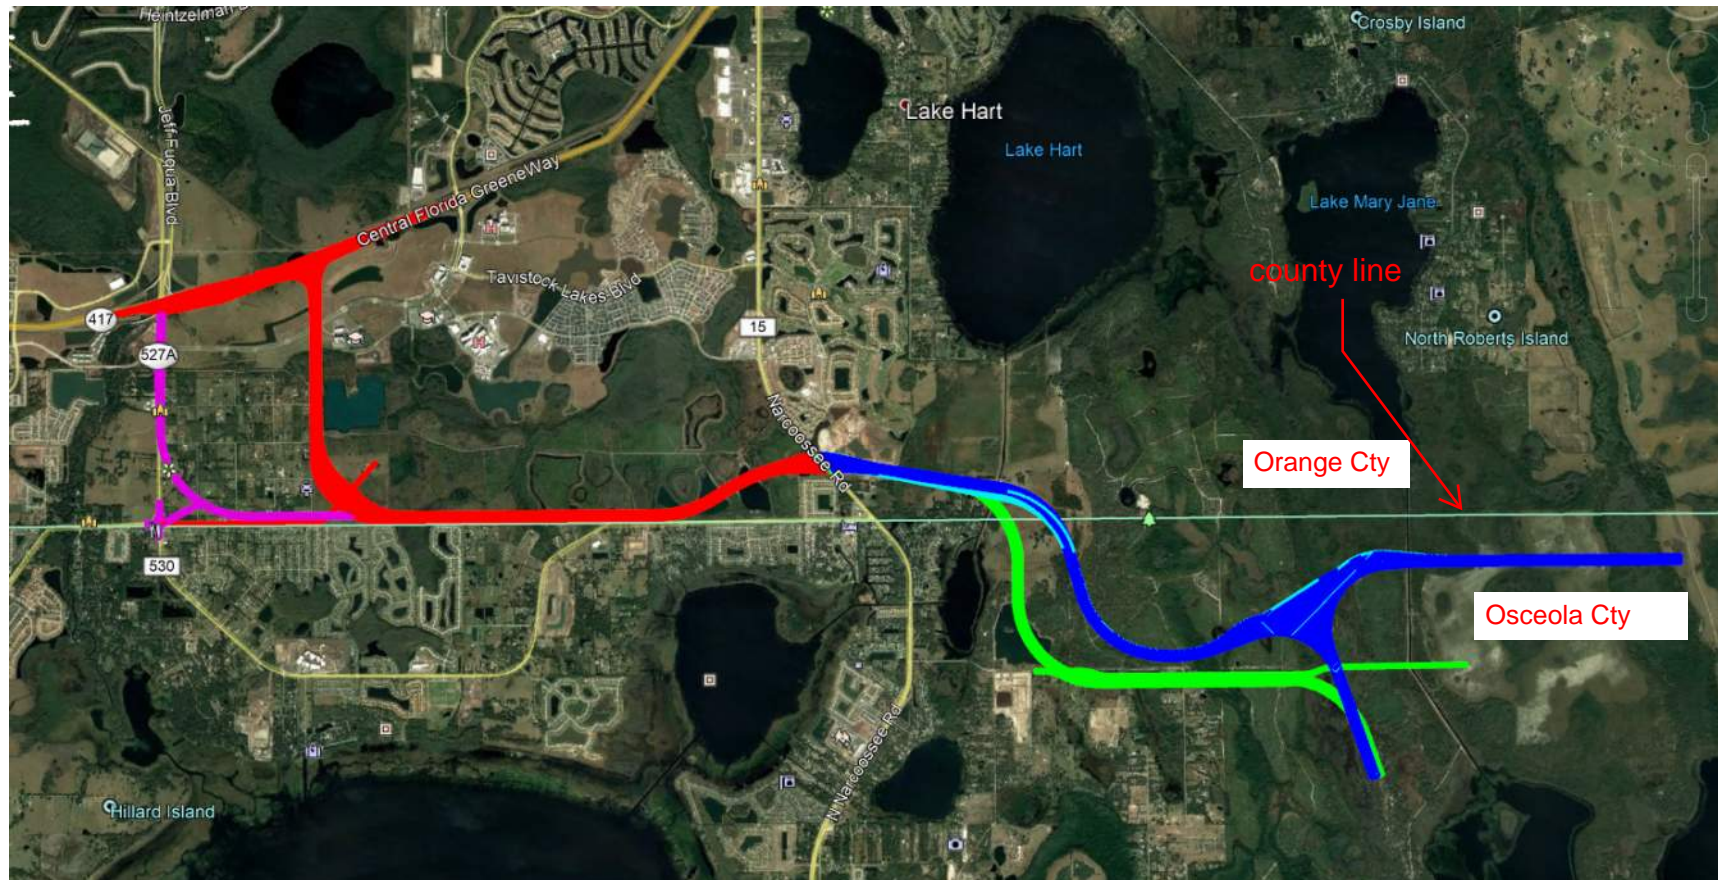 Heintzelman B
Crosby Island
Jeff Fuqua Blvd
Lake Hart
Lake Hart
Central Florida GreeneWay
Lake Mary Jane
Tavistock Lakes Blvd
county line
417
15
527A
North Roberts Island
Narcoossee Rd
Orange Cty
530
Osceola Cty
N Narcoossee Rd
Hillard Island